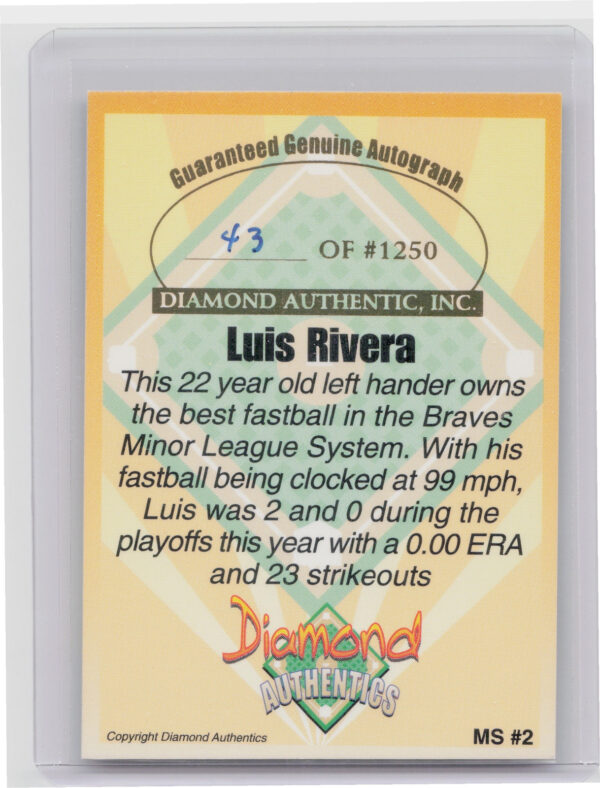 Guaranteed Genuine Autograph
43 OF #1250
DIAMOND AUTHENTIC, INC.
Luis Rivera
This 22 year old left hander owns
the best fastball in the Braves
Minor League System. With his
fastball being clocked at 99 mph,
Luis was 2 and 0 during the
playoffs this year with a 0.00 ERA
and 23 strikeouts
Diamond
AUTHENTICS
Copyright Diamond Authentics
MS #2